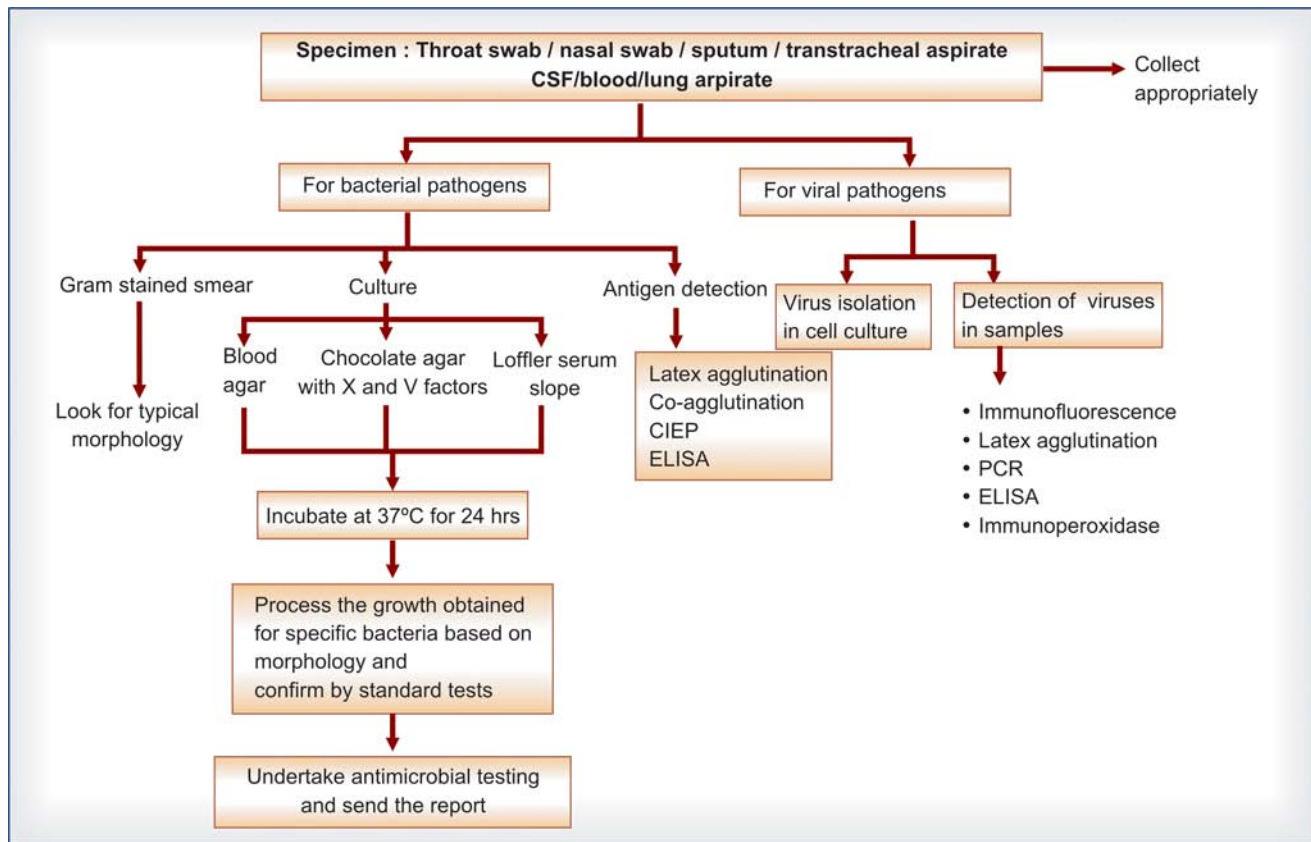 Specimen : Throat swab / nasal swab / sputum / transtracheal aspirate
CSF/blood/lung arpirate
Collect
appropriately
For bacterial pathogens
For viral pathogens
Gram stained smear
Culture
Antigen detection
Virus isolation
in cell culture
Detection of viruses
in samples
Look for typical
morphology
Blood
agar
Chocolate agar
with X and V factors
Loffler serum
slope
Latex agglutination
Co-agglutination
CIEP
ELISA
• Immunofluorescence
• Latex agglutination
• PCR
• ELISA
• Immunoperoxidase
Incubate at 37ºC for 24 hrs
Process the growth obtained
for specific bacteria based on
morphology and
confirm by standard tests
Undertake antimicrobial testing
and send the report